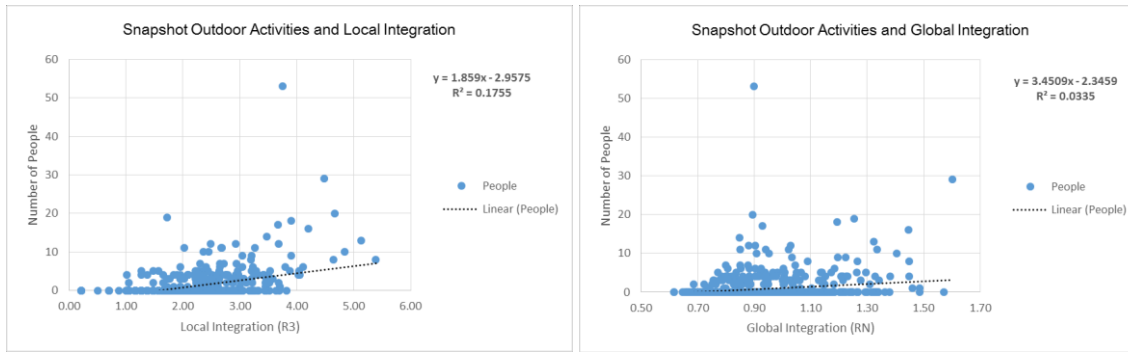 Snapshot Outdoor Activities and Local Integration
60
50
40
30
20
10
0
0.00 1.00 2.00 3.00 4.00 5.00 6.00
Number of People
Local Integration (R3)
y = 1.859x - 2.9575
R² = 0.1755
People
Linear (People)
Snapshot Outdoor Activities and Global Integration
60
50
40
30
20
10
0
0.50 0.70 0.90 1.10 1.30 1.50 1.70
Number of People
Global Integration (RN)
y = 3.4509x - 2.3459
R² = 0.0335
People
Linear (People)